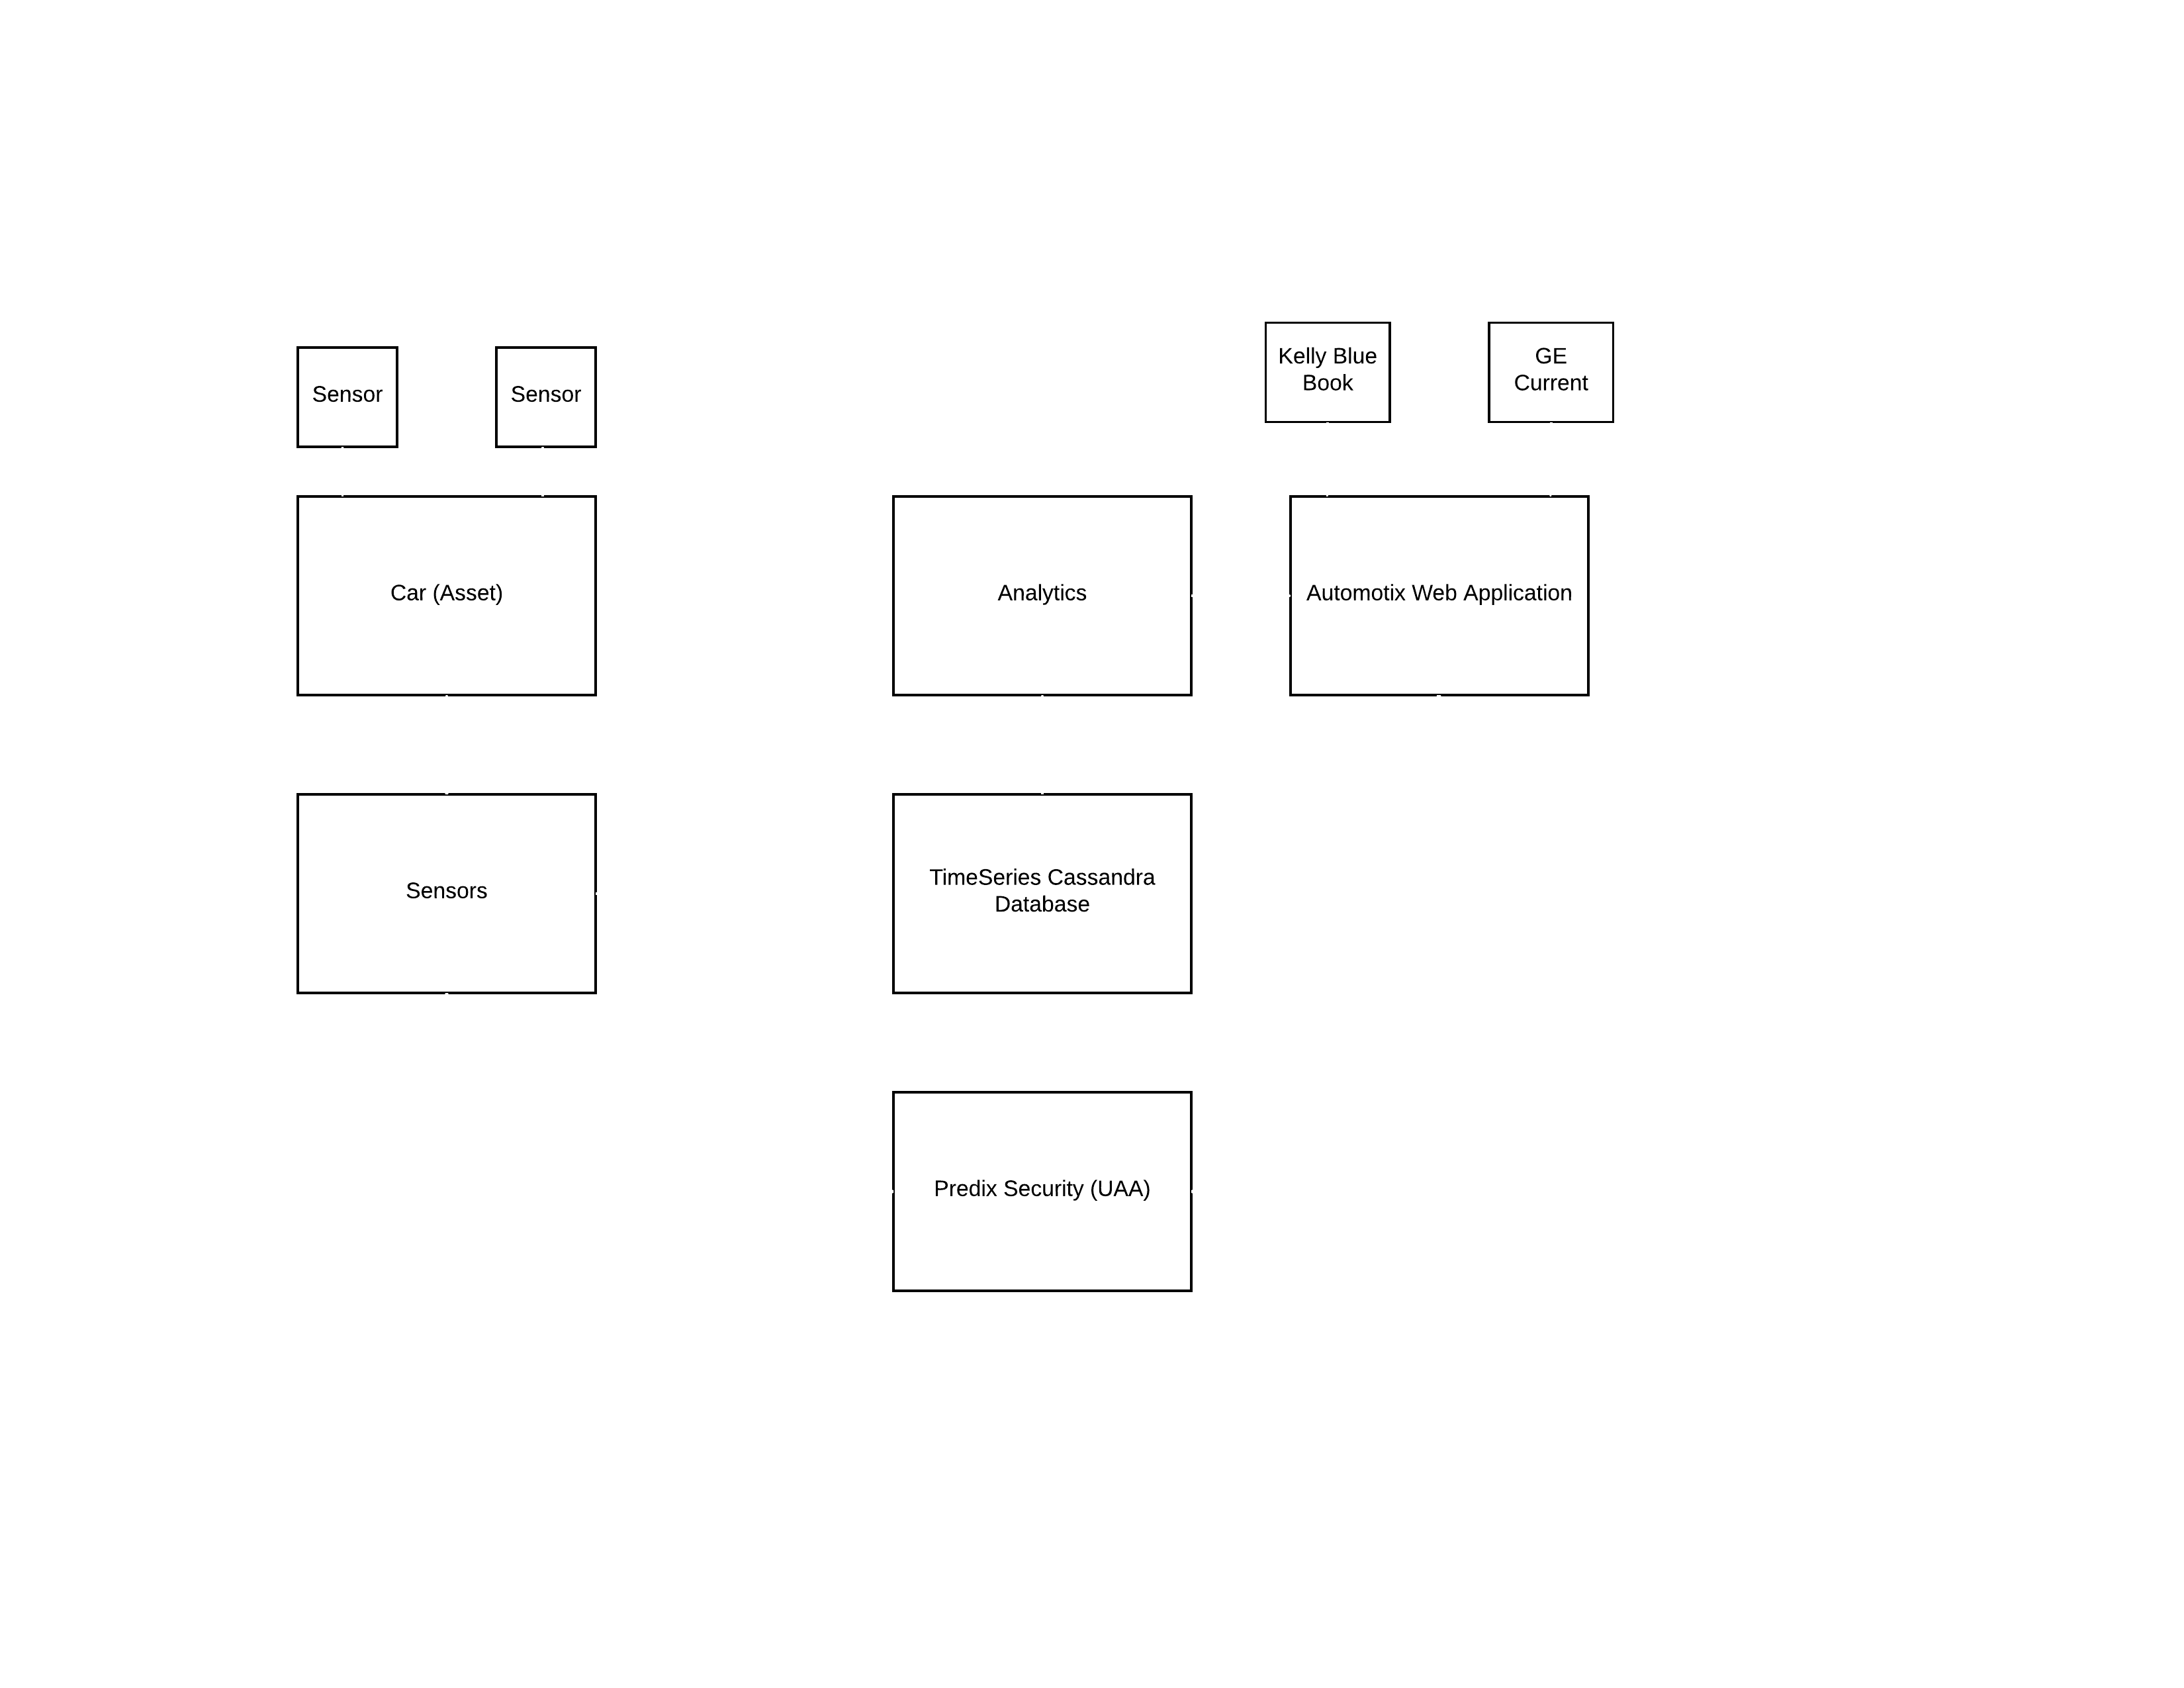 Kelly Blue
Book
GE
Current
Sensor
Sensor
Car (Asset)
Analytics
Automotix Web Application
Sensors
TimeSeries Cassandra
Database
Predix Security (UAA)